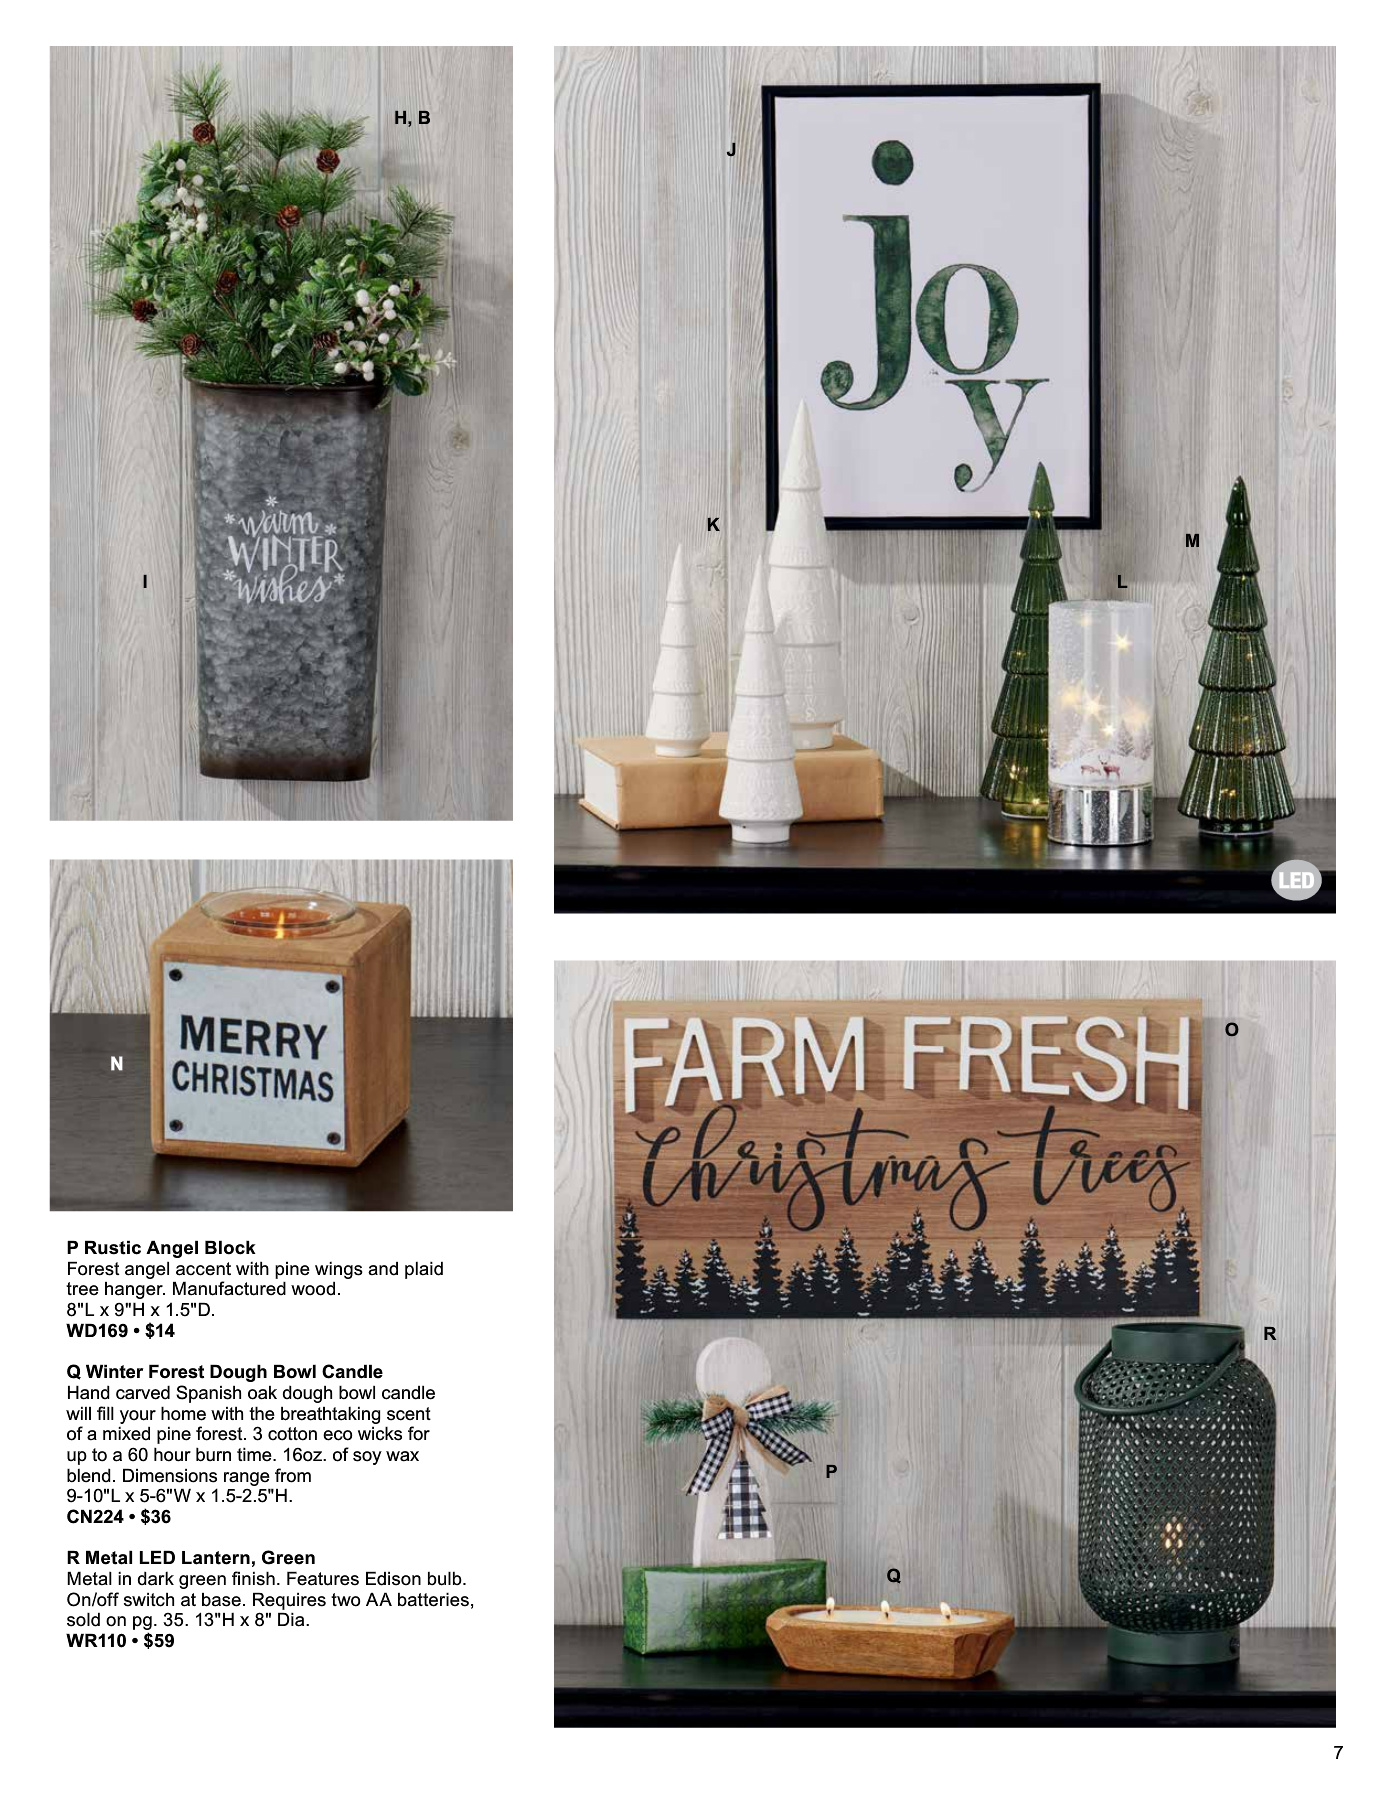 H, B
I
warm
WINTER
wishes
J
joy
K
L
M
LED
N
MERRY
CHRISTMAS
O
FARM FRESH
Christmas trees
P
Q
R
P Rustic Angel Block
Forest angel accent with pine wings and plaid
tree hanger. Manufactured wood.
8"L x 9"H x 1.5"D.
WD169 • $14
Q Winter Forest Dough Bowl Candle
Hand carved Spanish oak dough bowl candle
will fill your home with the breathtaking scent
of a mixed pine forest. 3 cotton eco wicks for
up to a 60 hour burn time. 16oz. of soy wax
blend. Dimensions range from
9-10"L x 5-6"W x 1.5-2.5"H.
CN224 • $36
R Metal LED Lantern, Green
Metal in dark green finish. Features Edison bulb.
On/off switch at base. Requires two AA batteries,
sold on pg. 35. 13"H x 8" Dia.
WR110 • $59
7